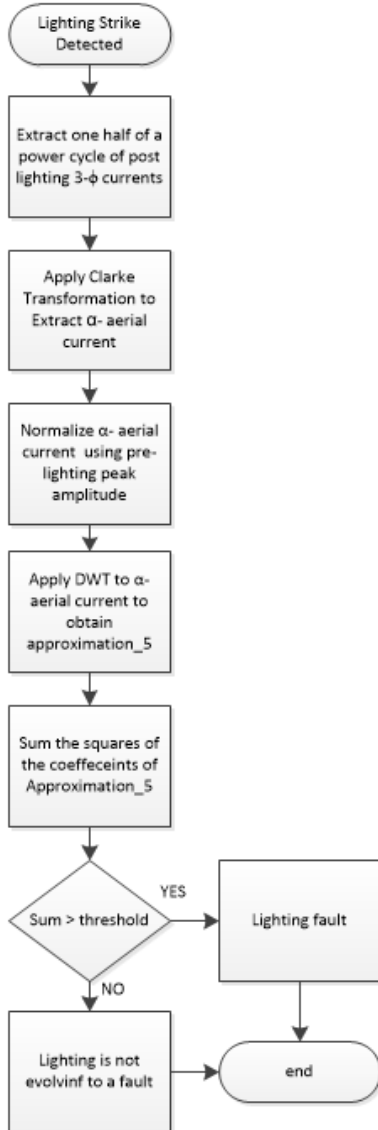 Lighting Strike
Detected
Extract one half of a
power cycle of post
lighting 3-ϕ currents
Apply Clarke
Transformation to
Extract α- aerial
current
Normalize α- aerial
current using pre-
lighting peak
amplitude
Apply DWT to α-
aerial current to
obtain
approximation_5
Sum the squares of
the coeffeceints of
Approximation_5
Sum > threshold
YES
Lighting fault
NO
Lighting is not
evolvinf to a fault
end